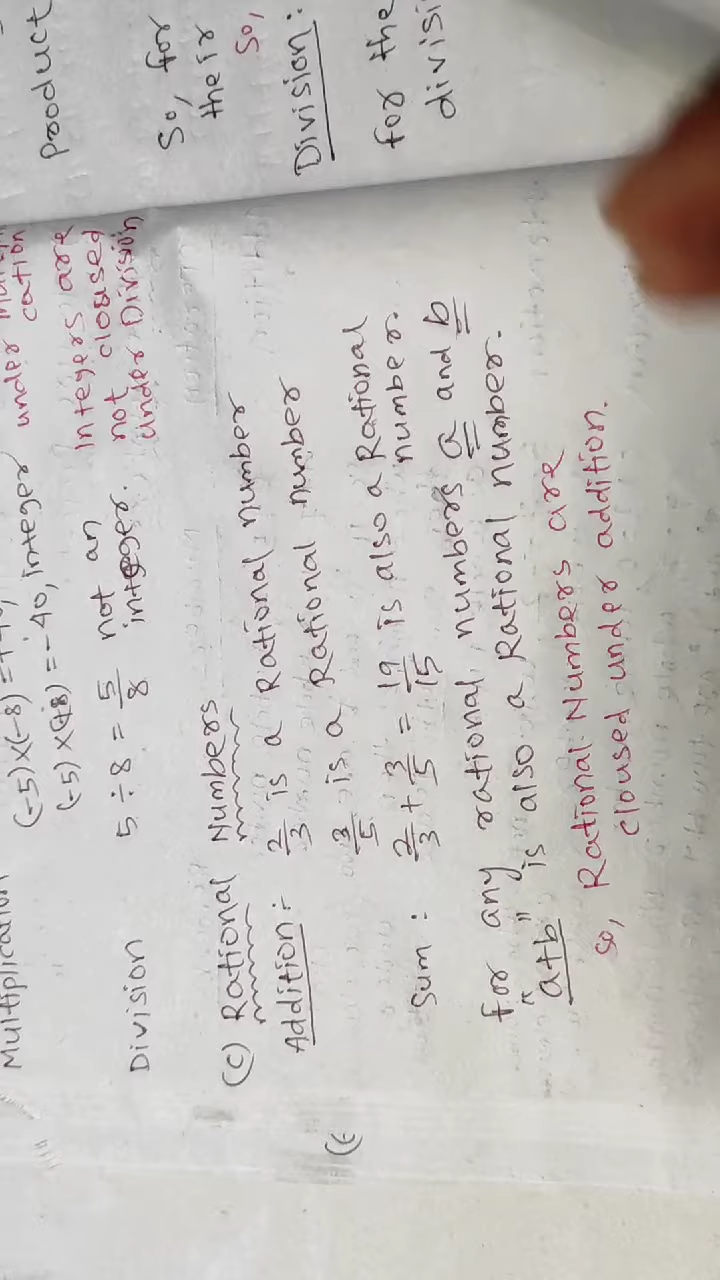 Multiplication (-5)×(-8) =
(-5) ×(+8) = -40, integer under cation
Division 5 ÷ 8 = 5/8 not an integer. Integers are not cloused under Division
(c) Rational Numbers
Addition: 2/3 is a Rational number
3/5 is a Rational number
Sum : 2/3 + 3/5 = 19/15 is also a Rational number.
for any rational numbers a and b
"a+b" is also a Rational number.
so, Rational Numbers are
cloused under addition.
product
So, for
their
So,
Division:
for the
divisi